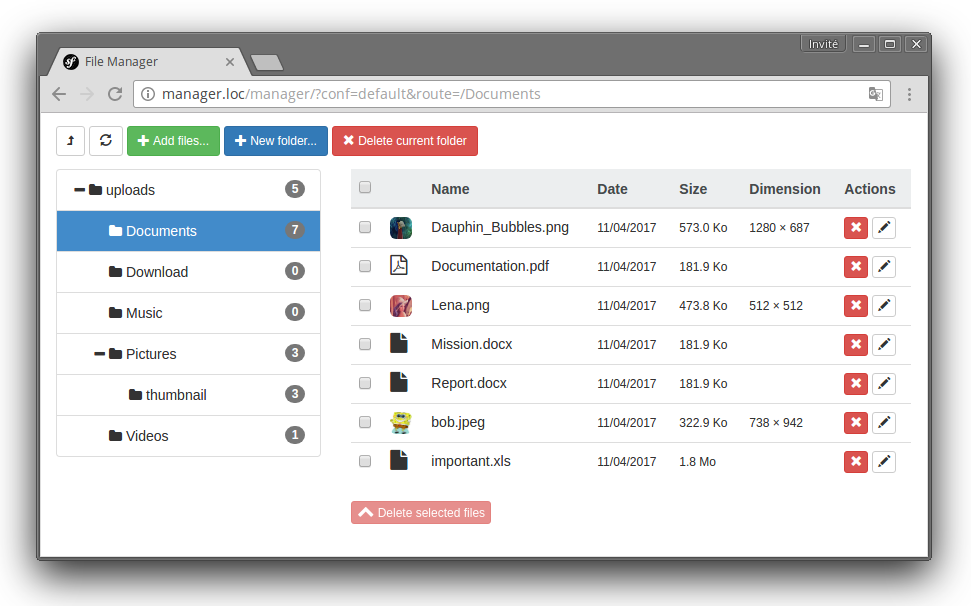 Invité
File Manager
manager.loc/manager/?conf=default&route=/Documents
Add files... New folder... Delete current folder
uploads 5
Documents 7
Download 0
Music 0
Pictures 3
thumbnail 3
Videos 1
Name Date Size Dimension Actions
Dauphin_Bubbles.png 11/04/2017 573.0 Ko 1280 × 687
Documentation.pdf 11/04/2017 181.9 Ko
Lena.png 11/04/2017 473.8 Ko 512 × 512
Mission.docx 11/04/2017 181.9 Ko
Report.docx 11/04/2017 181.9 Ko
bob.jpeg 11/04/2017 322.9 Ko 738 × 942
important.xls 11/04/2017 1.8 Mo
Delete selected files